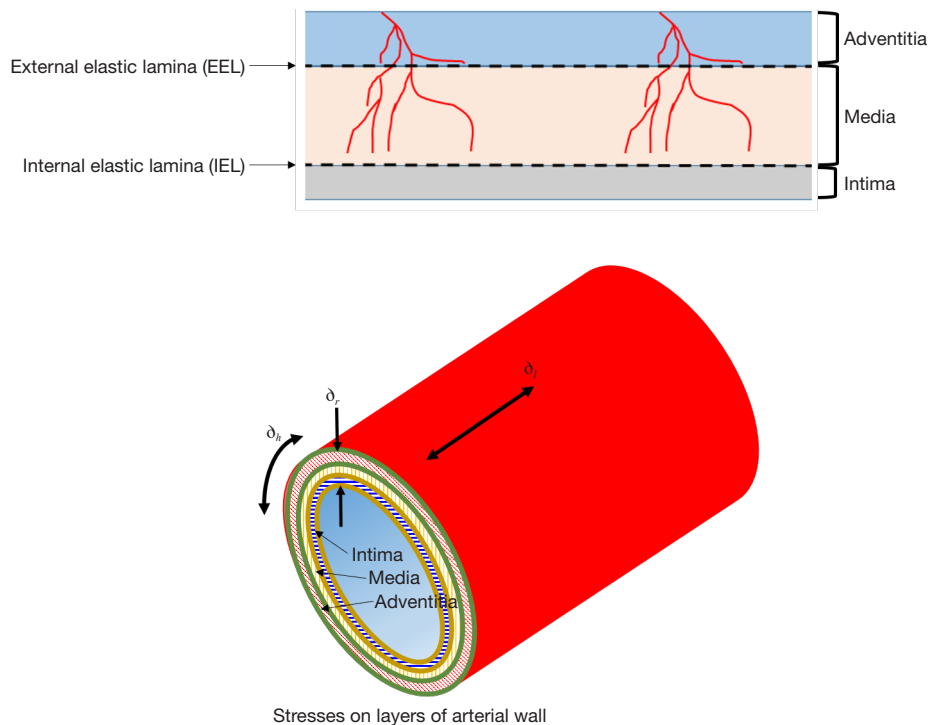 Adventitia
External elastic lamina (EEL)
Media
Internal elastic lamina (IEL)
Intima
∂l
∂r
∂h
Intima
Media
Adventitia
Stresses on layers of arterial wall